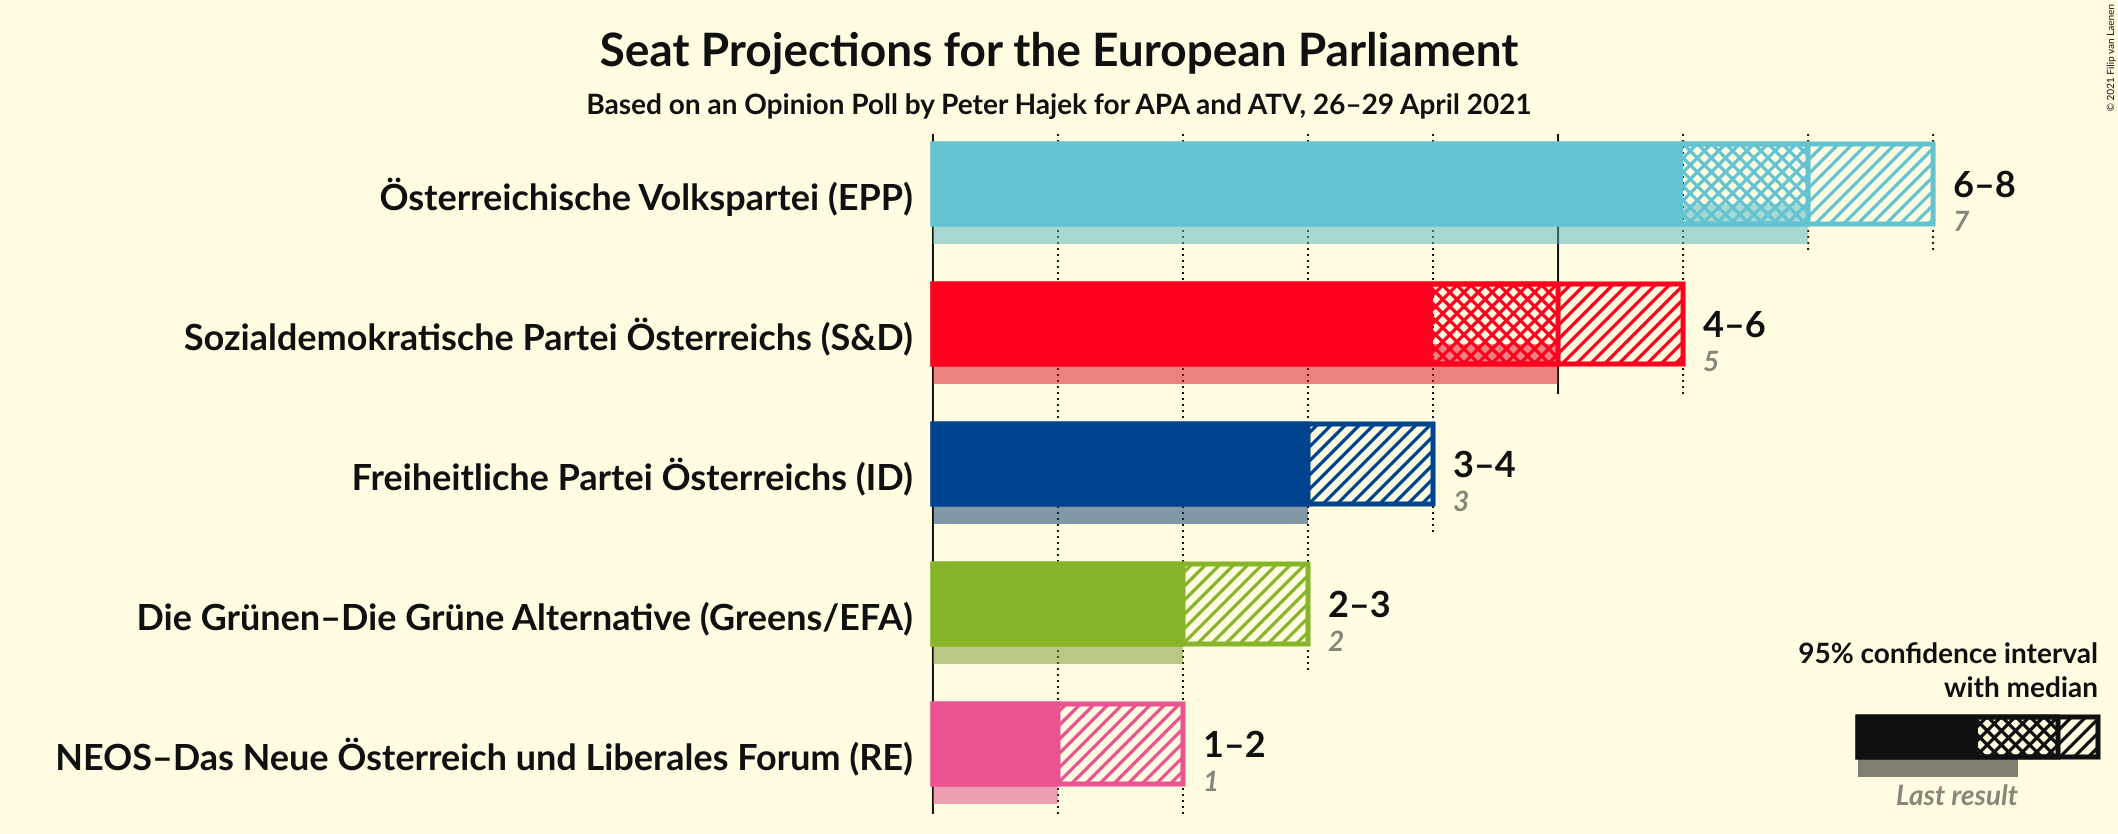 Seat Projections for the European Parliament
Based on an Opinion Poll by Peter Hajek for APA and ATV, 26–29 April 2021
© 2021 Filip van Laenen
Österreichische Volkspartei (EPP)
6–8
7
Sozialdemokratische Partei Österreichs (S&D)
4–6
5
Freiheitliche Partei Österreichs (ID)
3–4
3
Die Grünen–Die Grüne Alternative (Greens/EFA)
2–3
2
NEOS–Das Neue Österreich und Liberales Forum (RE)
1–2
1
95% confidence interval
with median
Last result